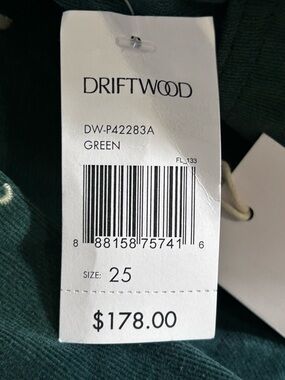 DRIFTWOOD
DW-P42283A
GREEN
FL_133
8 88158 75741 6
SIZE: 25
$178.00